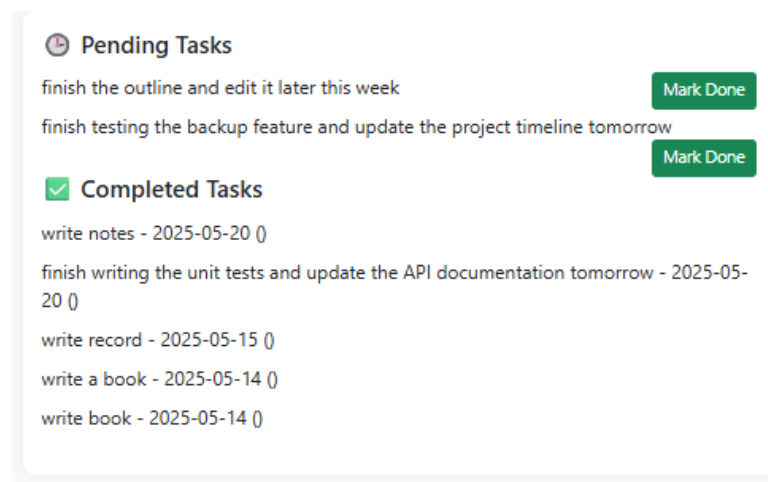 Pending Tasks
finish the outline and edit it later this week
Mark Done
finish testing the backup feature and update the project timeline tomorrow
Mark Done
Completed Tasks
write notes - 2025-05-20 ()
finish writing the unit tests and update the API documentation tomorrow - 2025-05-
20 ()
write record - 2025-05-15 ()
write a book - 2025-05-14 ()
write book - 2025-05-14 ()